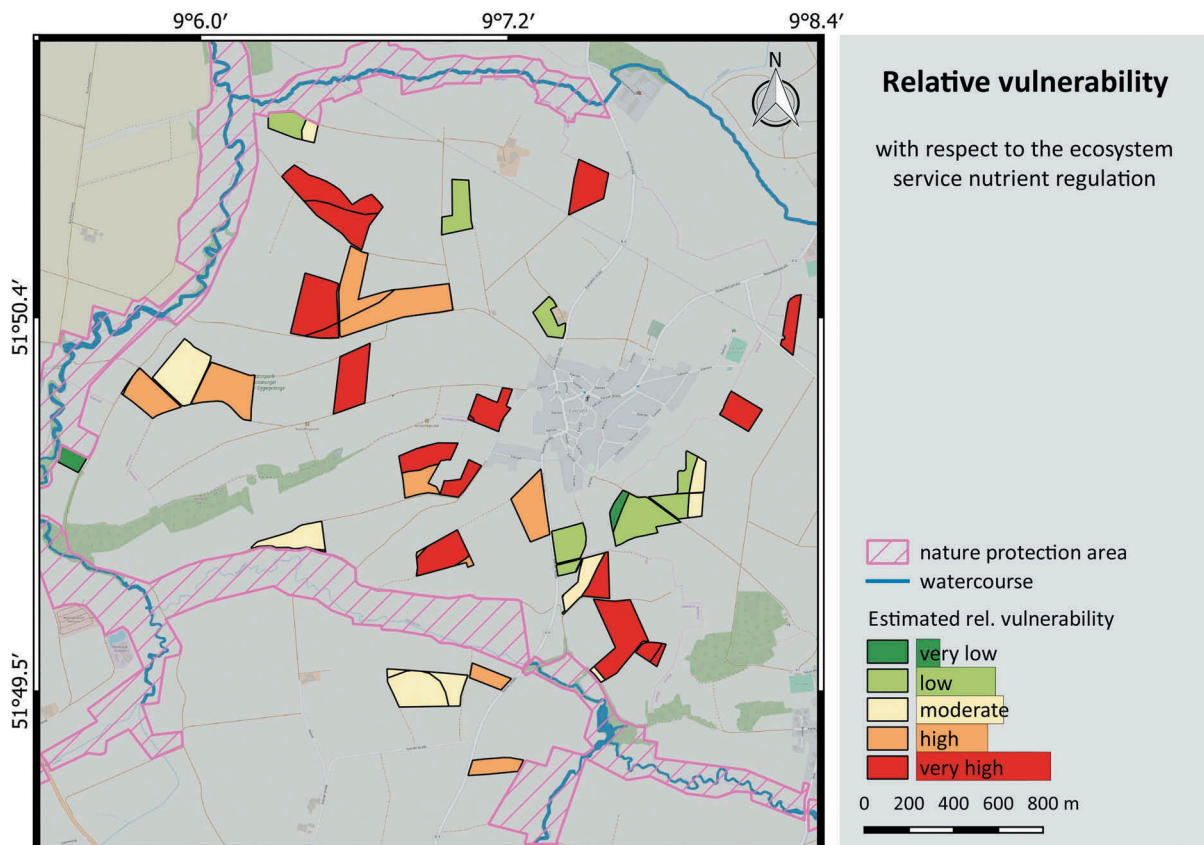 9°6.0′ 9°7.2′ 9°8.4′
N
51°50.4′
51°49.5′
Relative vulnerability
with respect to the ecosystem
service nutrient regulation
nature protection area
watercourse
Estimated rel. vulnerability
very low
low
moderate
high
very high
0 200 400 600 800 m